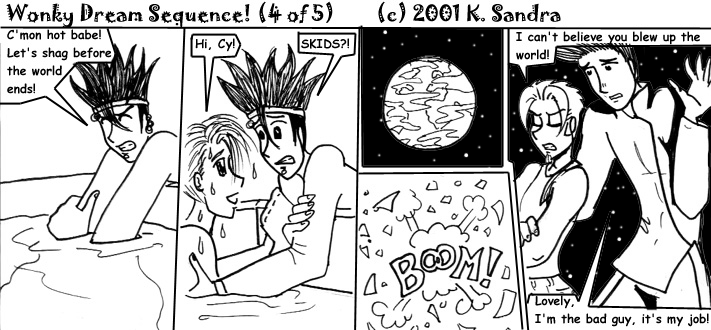 Wonky Dream Sequence! (4 of 5) (c) 2001 K. Sandra
C'mon hot babe!
Let's shag before
the world
ends!
Hi, Cy!
SKIDS?!
BOOM!
I can't believe you blew up the
world!
Lovely,
I'm the bad guy, it's my job!